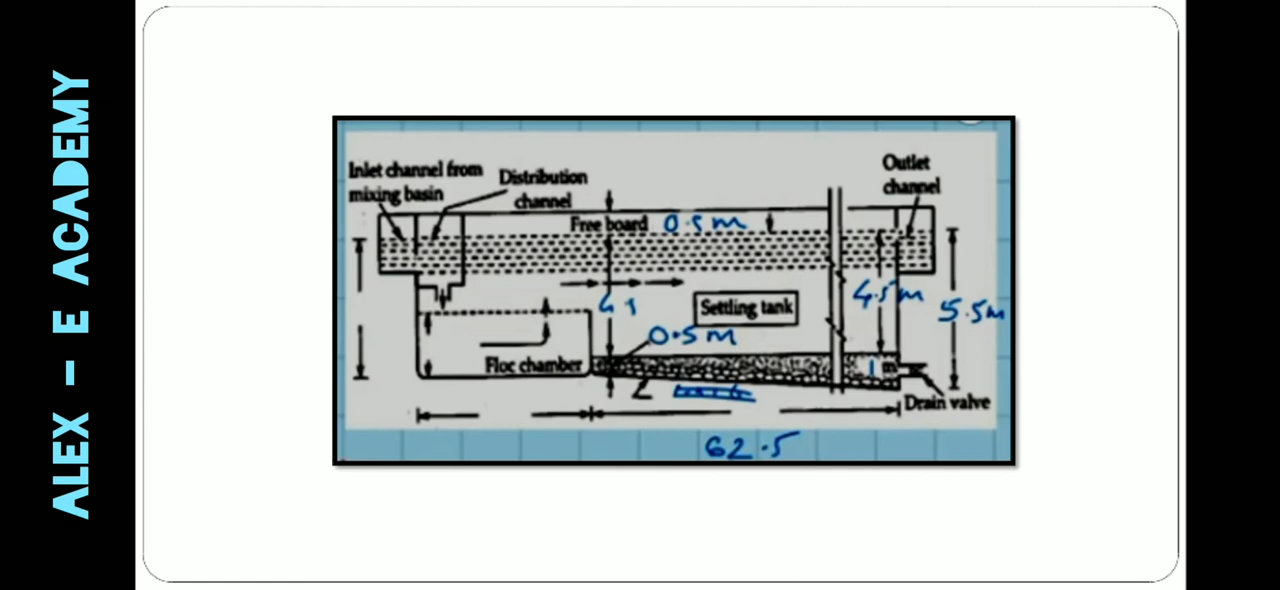 ALEX - E ACADEMY
Inlet channel from
mixing basin
Distribution
channel
Outlet
channel
Free board 0.5m
Settling tank
4.5m
5.5m
0.5m
Floc chamber
1 m
Drain valve
62.5